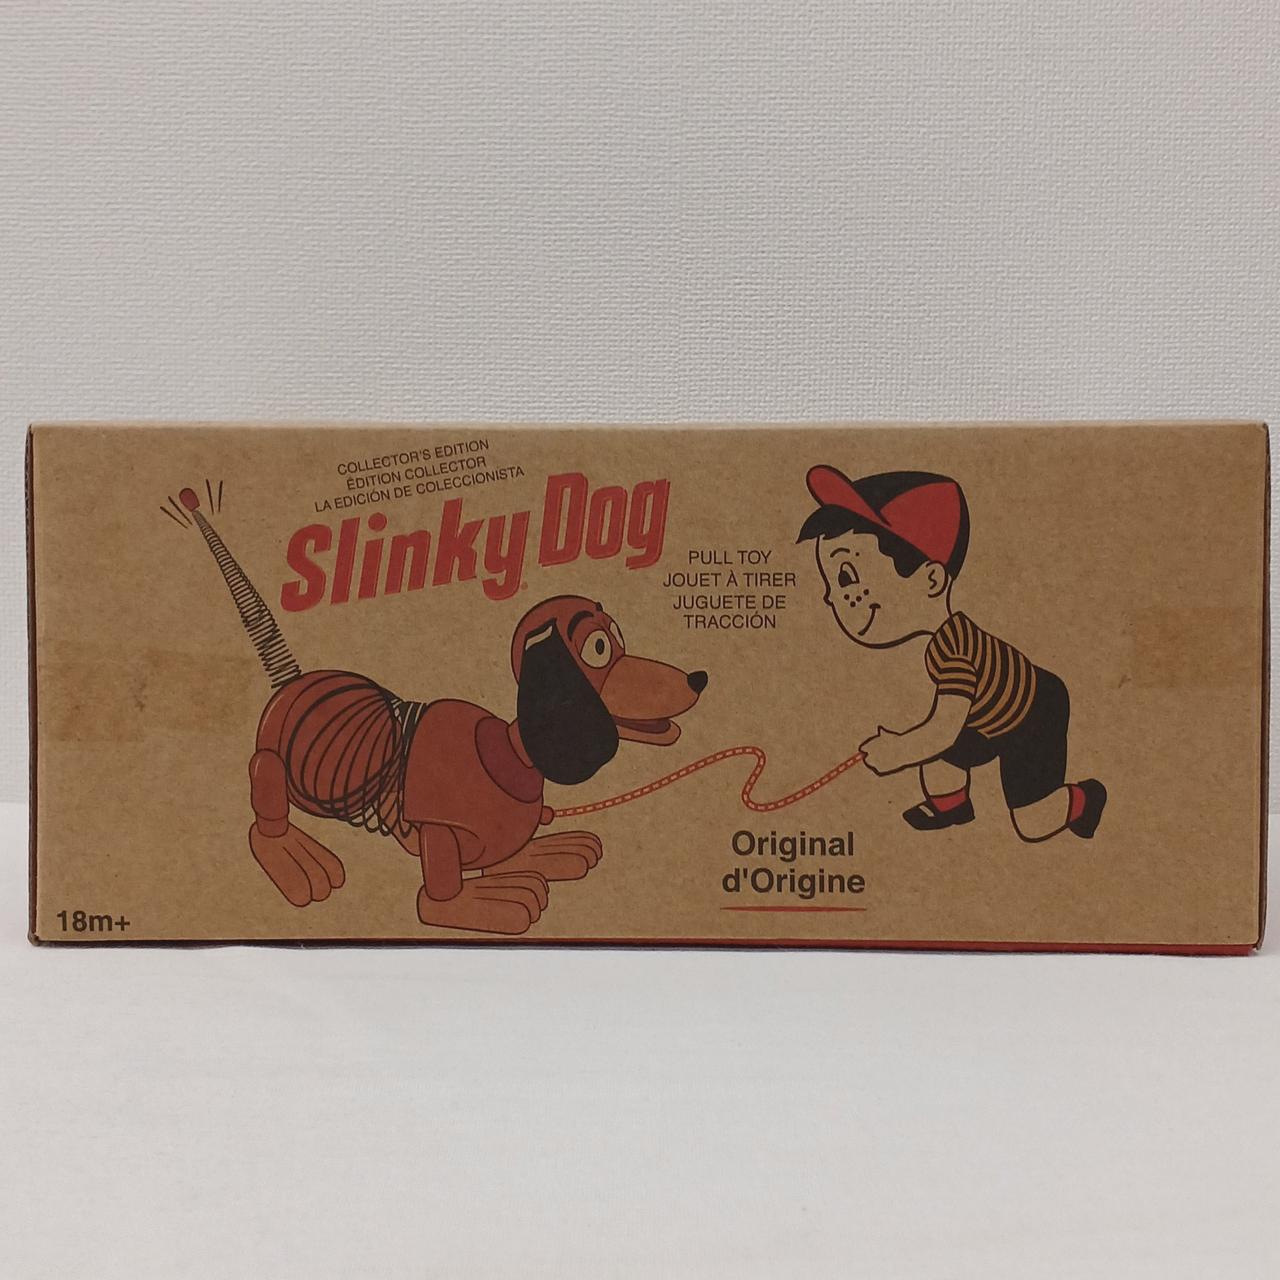 COLLECTOR'S EDITION
ÉDITION COLLECTOR
LA EDICIÓN DE COLECCIONISTA
Slinky Dog
PULL TOY
JOUET À TIRER
JUGUETE DE
TRACCIÓN
Original
d'Origine
18m+